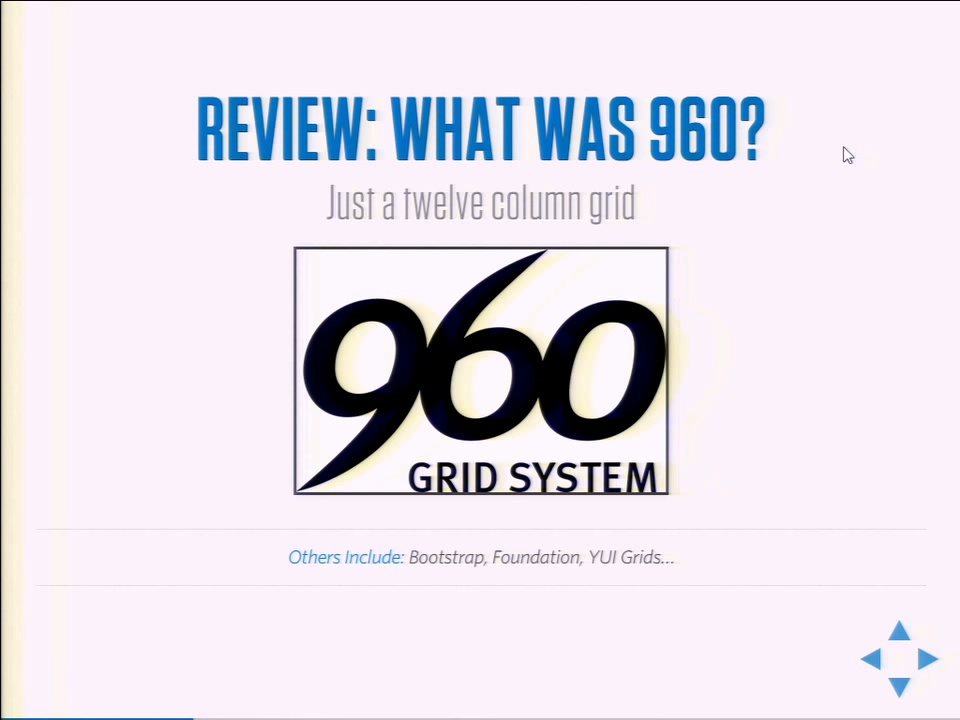 REVIEW: WHAT WAS 960?
Just a twelve column grid
960
GRID SYSTEM
Others Include: Bootstrap, Foundation, YUI Grids...